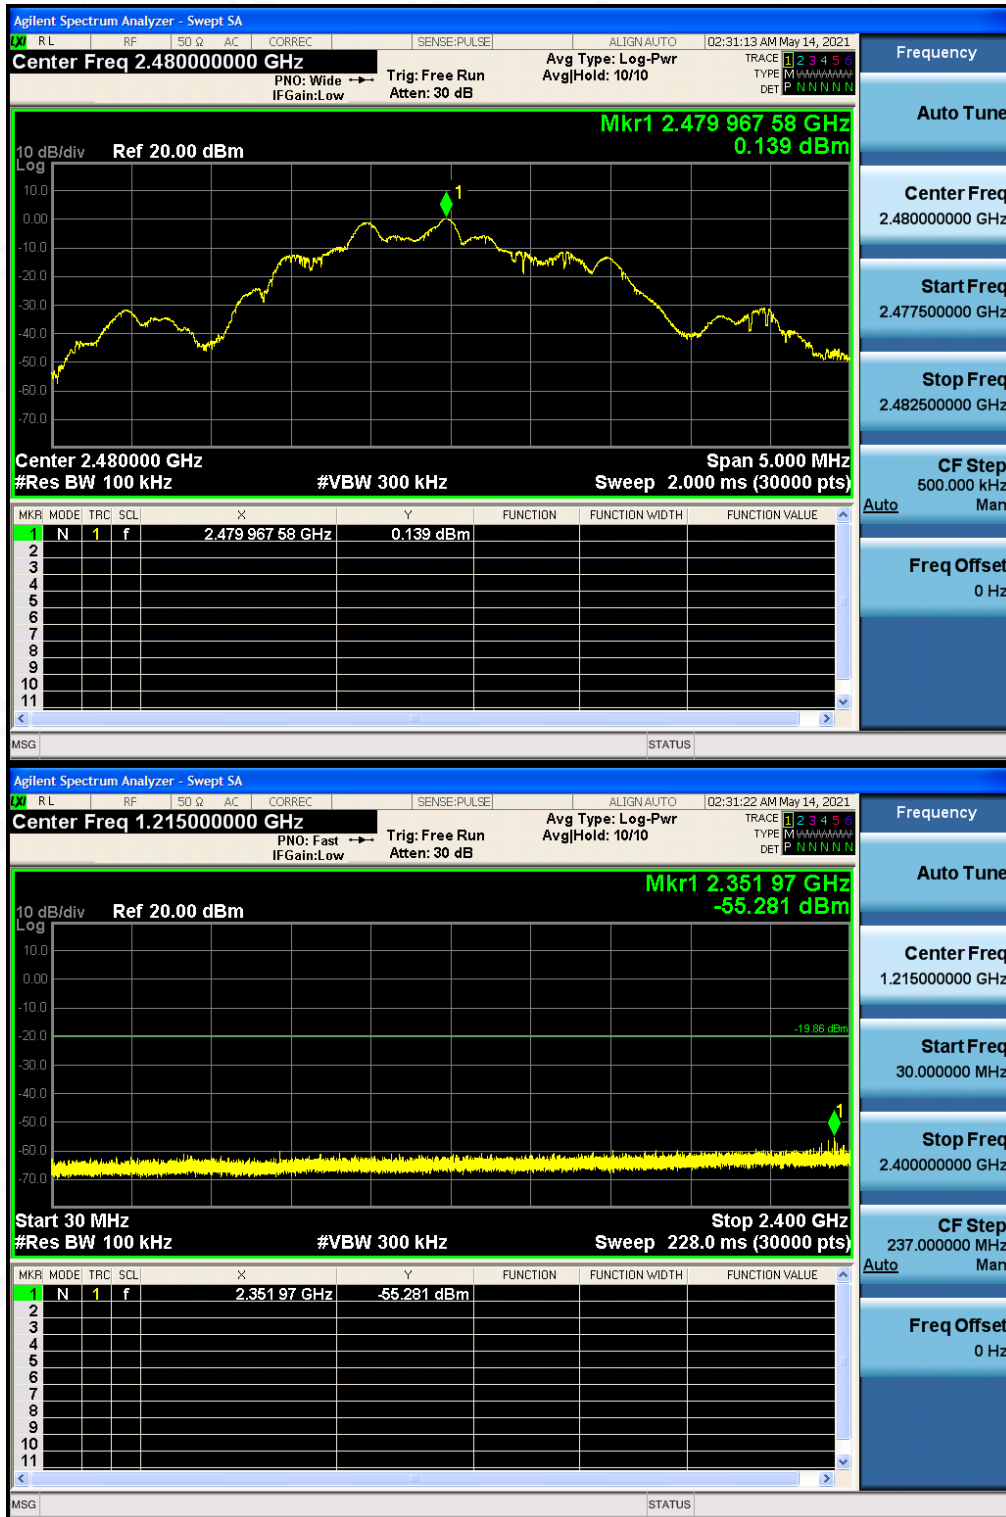 Agilent Spectrum Analyzer - Swept SA
LXI RL RF 50 Ω AC CORREC SENSE:PULSE ALIGN AUTO 02:31:13 AM May 14, 2021
Center Freq 2.480000000 GHz
PNO: Wide
IFGain:Low
Trig: Free Run
Atten: 30 dB
Avg Type: Log-Pwr
Avg|Hold: 10/10
TRACE 1 2 3 4 5 6
TYPE M WWWWW
DET P N N N N N
Mkr1 2.479 967 58 GHz
0.139 dBm
10 dB/div Ref 20.00 dBm
Log
10.0
0.00
-10.0
-20.0
-30.0
-40.0
-50.0
-60.0
-70.0
1
Center 2.480000 GHz Span 5.000 MHz
#Res BW 100 kHz #VBW 300 kHz Sweep 2.000 ms (30000 pts)
MKR MODE TRC SCL X Y FUNCTION FUNCTION WIDTH FUNCTION VALUE
1 N 1 f 2.479 967 58 GHz 0.139 dBm
2
3
4
5
6
7
8
9
10
11
MSG STATUS
Frequency
Auto Tune
Center Freq
2.480000000 GHz
Start Freq
2.477500000 GHz
Stop Freq
2.482500000 GHz
CF Step
500.000 kHz
Auto Man
Freq Offset
0 Hz
Agilent Spectrum Analyzer - Swept SA
LXI RL RF 50 Ω AC CORREC SENSE:PULSE ALIGN AUTO 02:31:22 AM May 14, 2021
Center Freq 1.215000000 GHz
PNO: Fast
IFGain:Low
Trig: Free Run
Atten: 30 dB
Avg Type: Log-Pwr
Avg|Hold: 10/10
TRACE 1 2 3 4 5 6
TYPE M WWWWW
DET P N N N N N
Mkr1 2.351 97 GHz
-55.281 dBm
10 dB/div Ref 20.00 dBm
Log
10.0
0.00
-10.0
-20.0
-30.0
-40.0
-50.0
-60.0
-70.0
-19.86 dBm
1
Start 30 MHz Stop 2.400 GHz
#Res BW 100 kHz #VBW 300 kHz Sweep 228.0 ms (30000 pts)
MKR MODE TRC SCL X Y FUNCTION FUNCTION WIDTH FUNCTION VALUE
1 N 1 f 2.351 97 GHz -55.281 dBm
2
3
4
5
6
7
8
9
10
11
MSG STATUS
Frequency
Auto Tune
Center Freq
1.215000000 GHz
Start Freq
30.000000 MHz
Stop Freq
2.400000000 GHz
CF Step
237.000000 MHz
Auto Man
Freq Offset
0 Hz